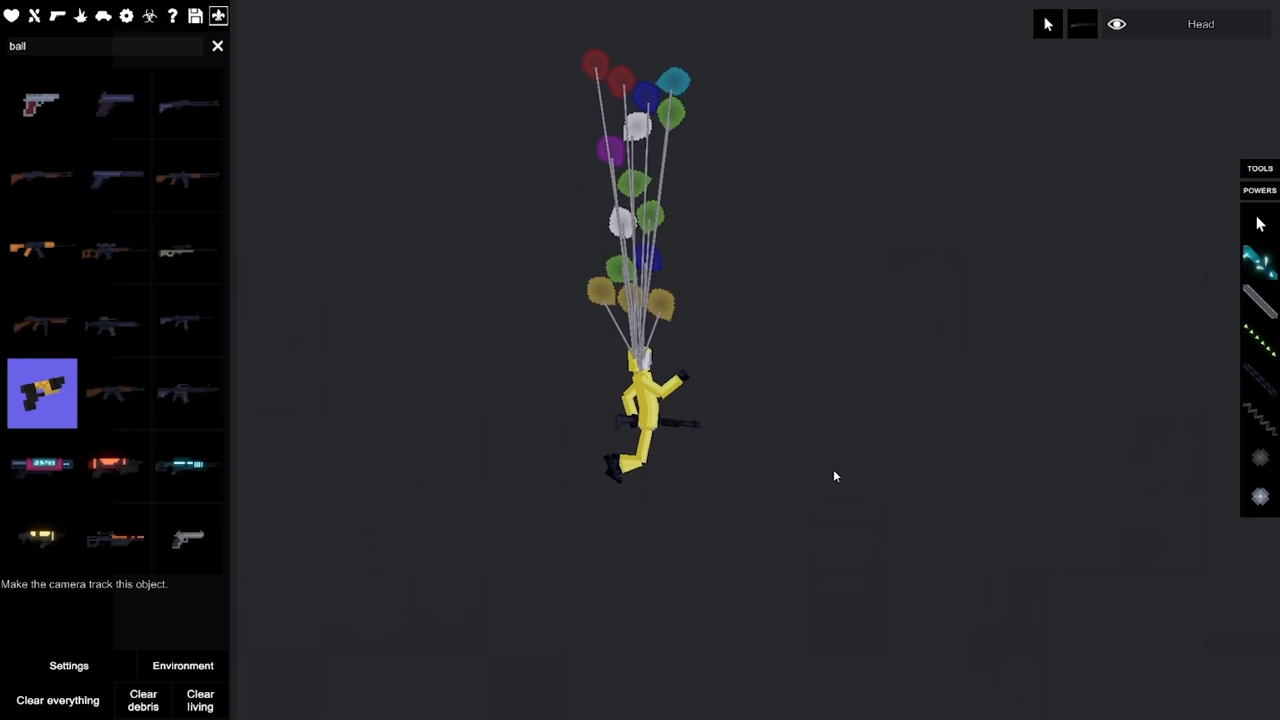 ball
Head
TOOLS
POWERS
Make the camera track this object.
Settings
Environment
Clear everything
Clear debris
Clear living